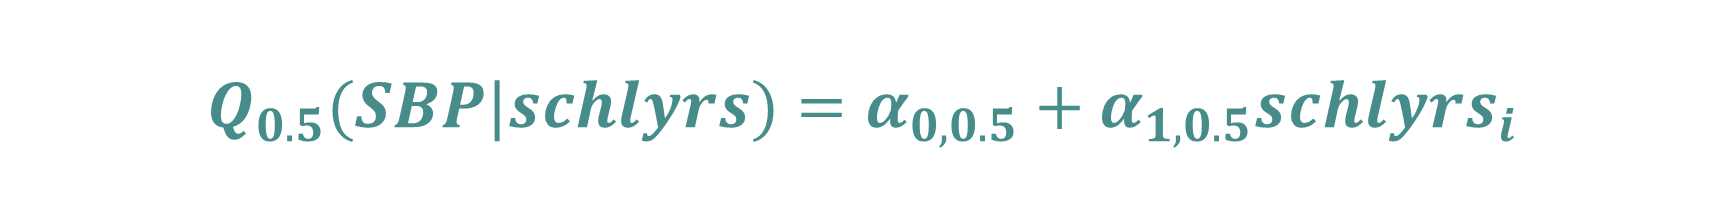 Q₀.₅(SBP|schlyrs) = α₀,₀.₅ + α₁,₀.₅schlyrsᵢ